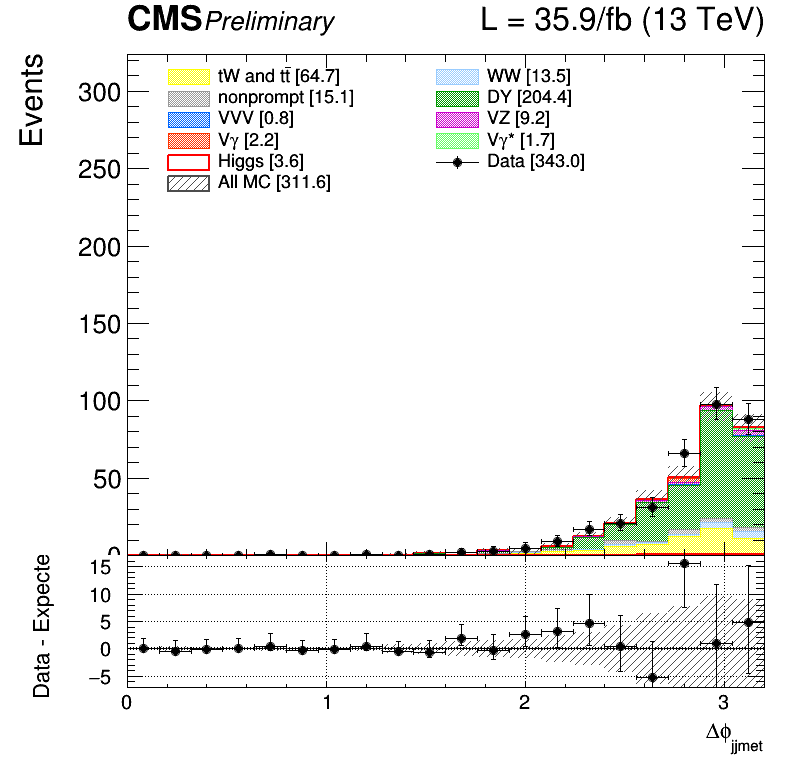 CMS Preliminary L = 35.9/fb (13 TeV)
Events
300
250
200
150
100
50
0
tW and tt̄ [64.7]
nonprompt [15.1]
VVV [0.8]
Vγ [2.2]
Higgs [3.6]
All MC [311.6]
WW [13.5]
DY [204.4]
VZ [9.2]
Vγ* [1.7]
Data [343.0]
Data - Expecte
15
10
5
0
−5
0 1 2 3
Δϕjjmet